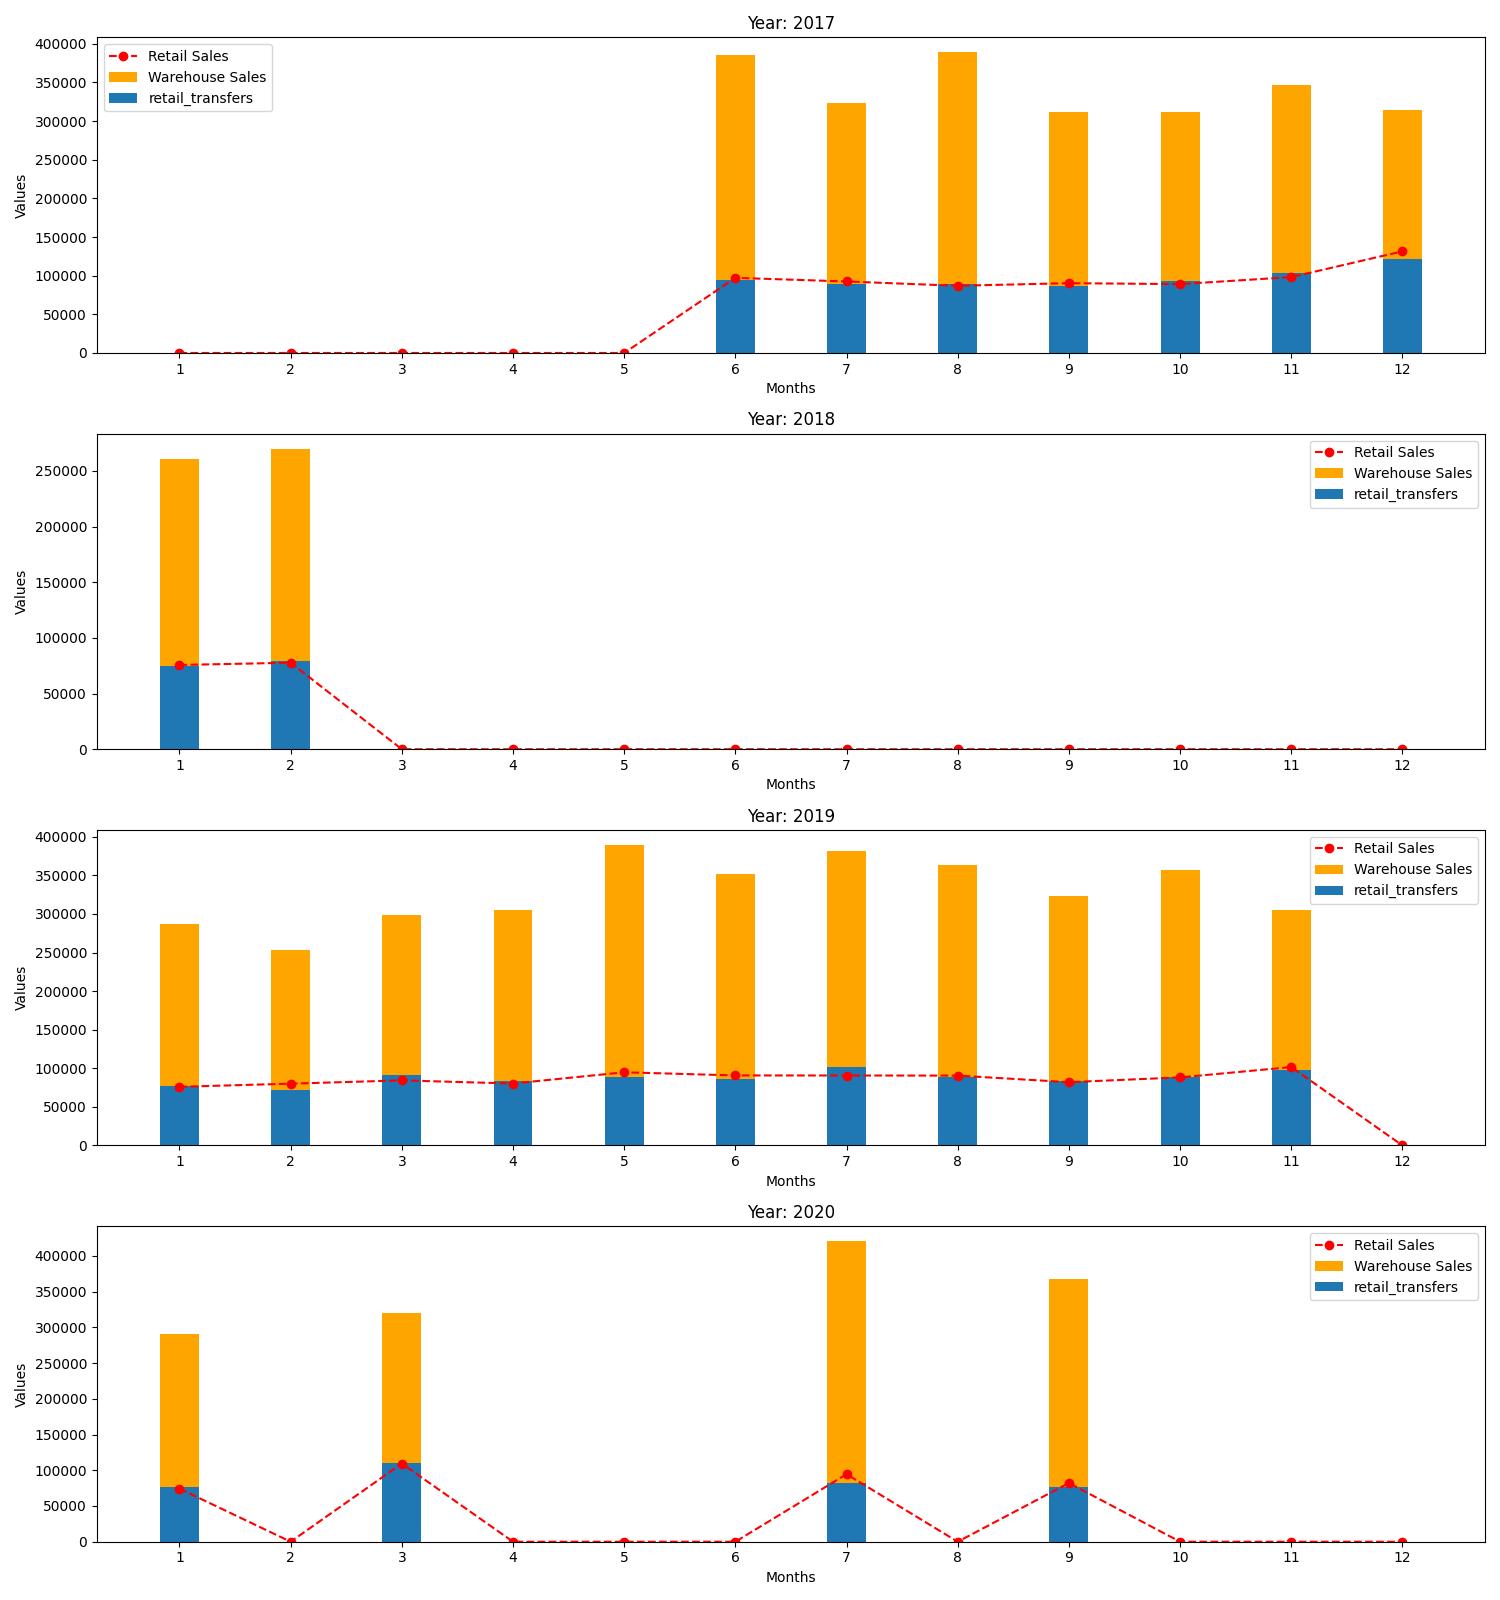 Year: 2017
400000
350000
300000
250000
200000
150000
100000
50000
0
Values
Retail Sales
Warehouse Sales
retail_transfers
1 2 3 4 5 6 7 8 9 10 11 12
Months
Year: 2018
250000
200000
150000
100000
50000
0
Values
Retail Sales
Warehouse Sales
retail_transfers
1 2 3 4 5 6 7 8 9 10 11 12
Months
Year: 2019
400000
350000
300000
250000
200000
150000
100000
50000
0
Values
Retail Sales
Warehouse Sales
retail_transfers
1 2 3 4 5 6 7 8 9 10 11 12
Months
Year: 2020
400000
350000
300000
250000
200000
150000
100000
50000
0
Values
Retail Sales
Warehouse Sales
retail_transfers
1 2 3 4 5 6 7 8 9 10 11 12
Months